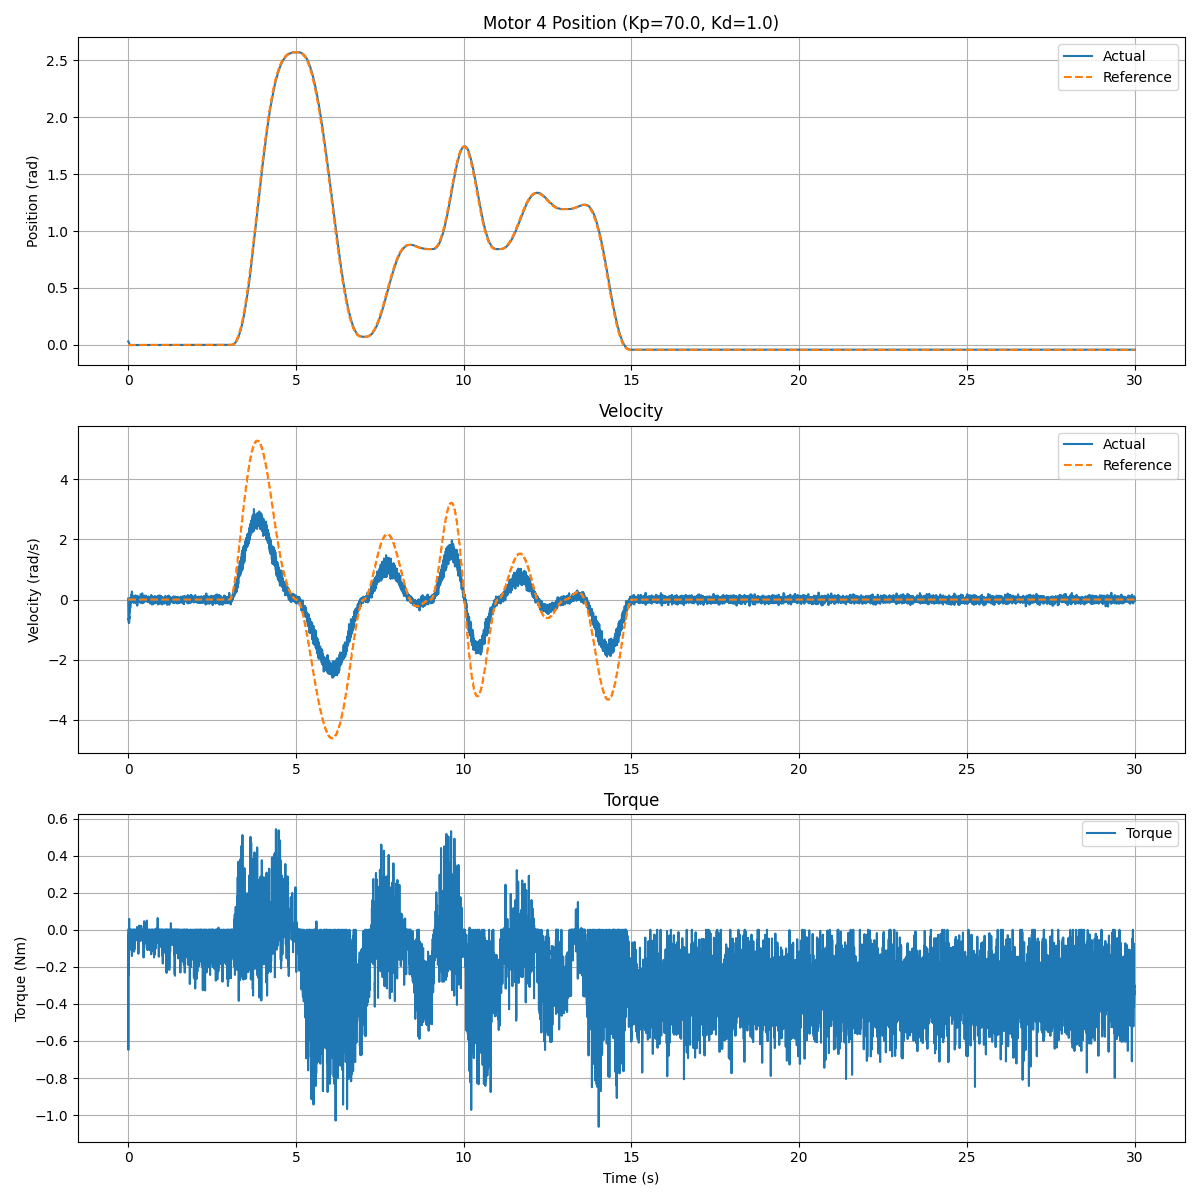 Motor 4 Position (Kp=70.0, Kd=1.0)
Position (rad)
2.5
2.0
1.5
1.0
0.5
0.0
Actual
Reference
0 5 10 15 20 25 30
Velocity
Velocity (rad/s)
4
2
0
−2
−4
Actual
Reference
0 5 10 15 20 25 30
Torque
Torque (Nm)
0.6
0.4
0.2
0.0
−0.2
−0.4
−0.6
−0.8
−1.0
Torque
0 5 10 15 20 25 30
Time (s)